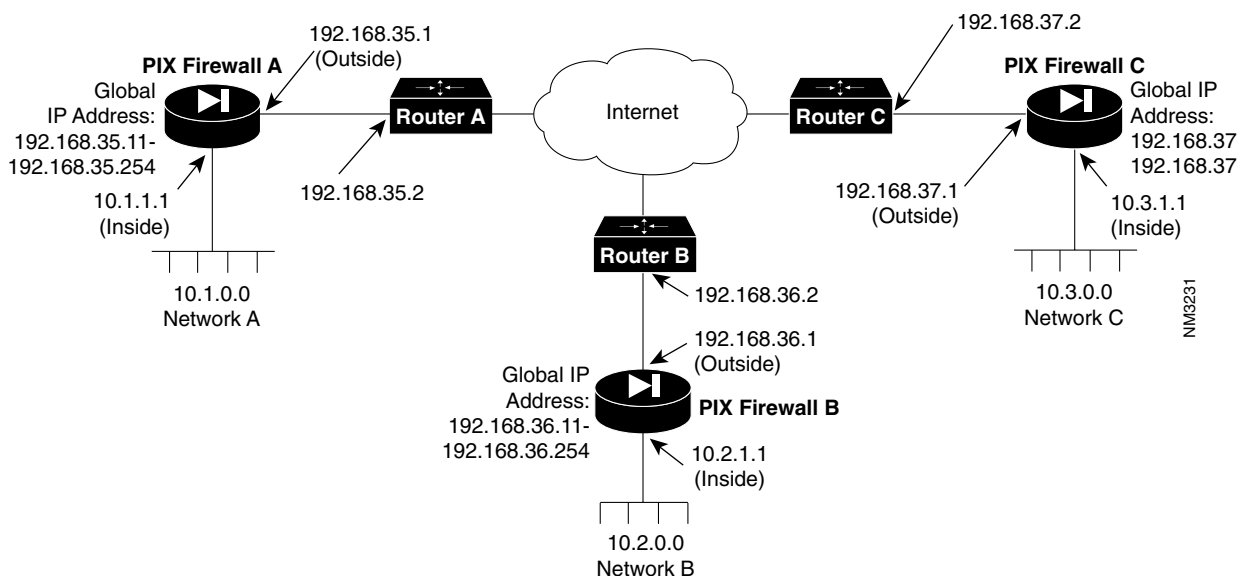 192.168.35.1
(Outside)
PIX Firewall A
Global
IP Address:
192.168.35.11-
192.168.35.254
10.1.1.1
(Inside)
Router A
192.168.35.2
10.1.0.0
Network A
Internet
192.168.37.2
PIX Firewall C
Global IP
Address:
192.168.37
192.168.37
Router C
192.168.37.1
(Outside)
10.3.1.1
(Inside)
10.3.0.0
Network C
NM3231
Router B
192.168.36.2
192.168.36.1
(Outside)
Global IP
Address:
192.168.36.11-
192.168.36.254
PIX Firewall B
10.2.1.1
(Inside)
10.2.0.0
Network B